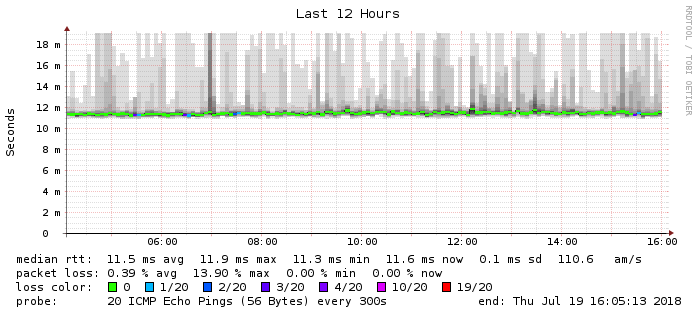 Last 12 Hours
RRDTOOL / TOBI OETIKER
Seconds
18 m
16 m
14 m
12 m
10 m
8 m
6 m
4 m
2 m
0
06:00 08:00 10:00 12:00 14:00 16:00
median rtt: 11.5 ms avg 11.9 ms max 11.3 ms min 11.6 ms now 0.1 ms sd 110.6 am/s
packet loss: 0.39 % avg 13.90 % max 0.00 % min 0.00 % now
loss color: 0 1/20 2/20 3/20 4/20 10/20 19/20
probe: 20 ICMP Echo Pings (56 Bytes) every 300s end: Thu Jul 19 16:05:13 2018